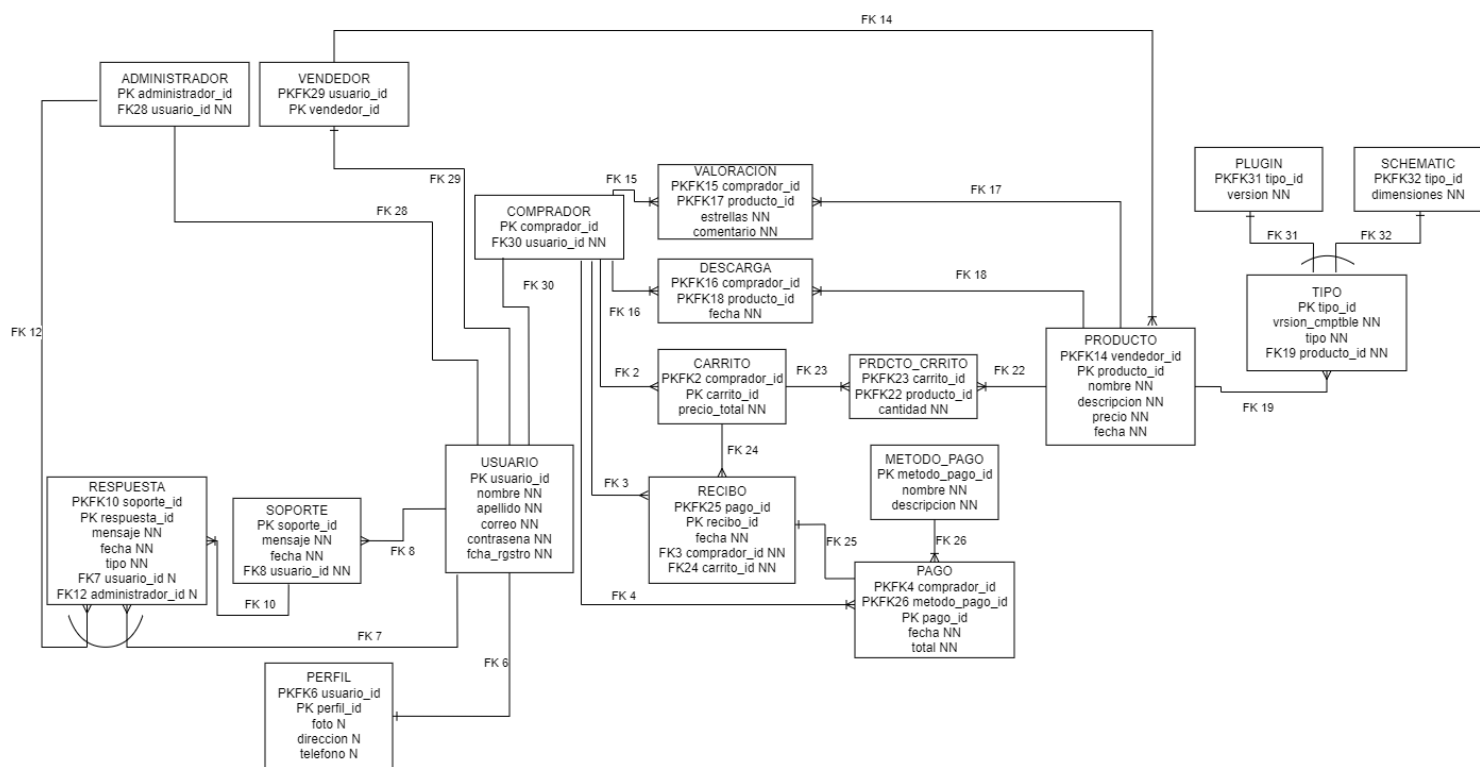 FK 14
ADMINISTRADOR
PK administrador_id
FK28 usuario_id NN
VENDEDOR
PKFK29 usuario_id
PK vendedor_id
FK 29
FK 28
FK 12
COMPRADOR
PK comprador_id
FK30 usuario_id NN
FK 30
FK 15
VALORACION
PKFK15 comprador_id
PKFK17 producto_id
estrellas NN
comentario NN
FK 17
FK 16
DESCARGA
PKFK16 comprador_id
PKFK18 producto_id
fecha NN
FK 18
PLUGIN
PKFK31 tipo_id
version NN
SCHEMATIC
PKFK32 tipo_id
dimensiones NN
FK 31
FK 32
TIPO
PK tipo_id
vrsion_cmptble NN
tipo NN
FK19 producto_id NN
FK 19
PRODUCTO
PKFK14 vendedor_id
PK producto_id
nombre NN
descripcion NN
precio NN
fecha NN
FK 2
CARRITO
PKFK2 comprador_id
PK carrito_id
precio_total NN
FK 23
PRDCTO_CRRITO
PKFK23 carrito_id
PKFK22 producto_id
cantidad NN
FK 22
FK 24
RESPUESTA
PKFK10 soporte_id
PK respuesta_id
mensaje NN
fecha NN
tipo NN
FK7 usuario_id N
FK12 administrador_id N
SOPORTE
PK soporte_id
mensaje NN
fecha NN
FK8 usuario_id NN
FK 10
FK 8
USUARIO
PK usuario_id
nombre NN
apellido NN
correo NN
contrasena NN
fcha_rgstro NN
FK 3
RECIBO
PKFK25 pago_id
PK recibo_id
fecha NN
FK3 comprador_id NN
FK24 carrito_id NN
FK 25
METODO_PAGO
PK metodo_pago_id
nombre NN
descripcion NN
FK 26
FK 4
PAGO
PKFK4 comprador_id
PKFK26 metodo_pago_id
PK pago_id
fecha NN
total NN
FK 7
FK 6
PERFIL
PKFK6 usuario_id
PK perfil_id
foto N
direccion N
telefono N